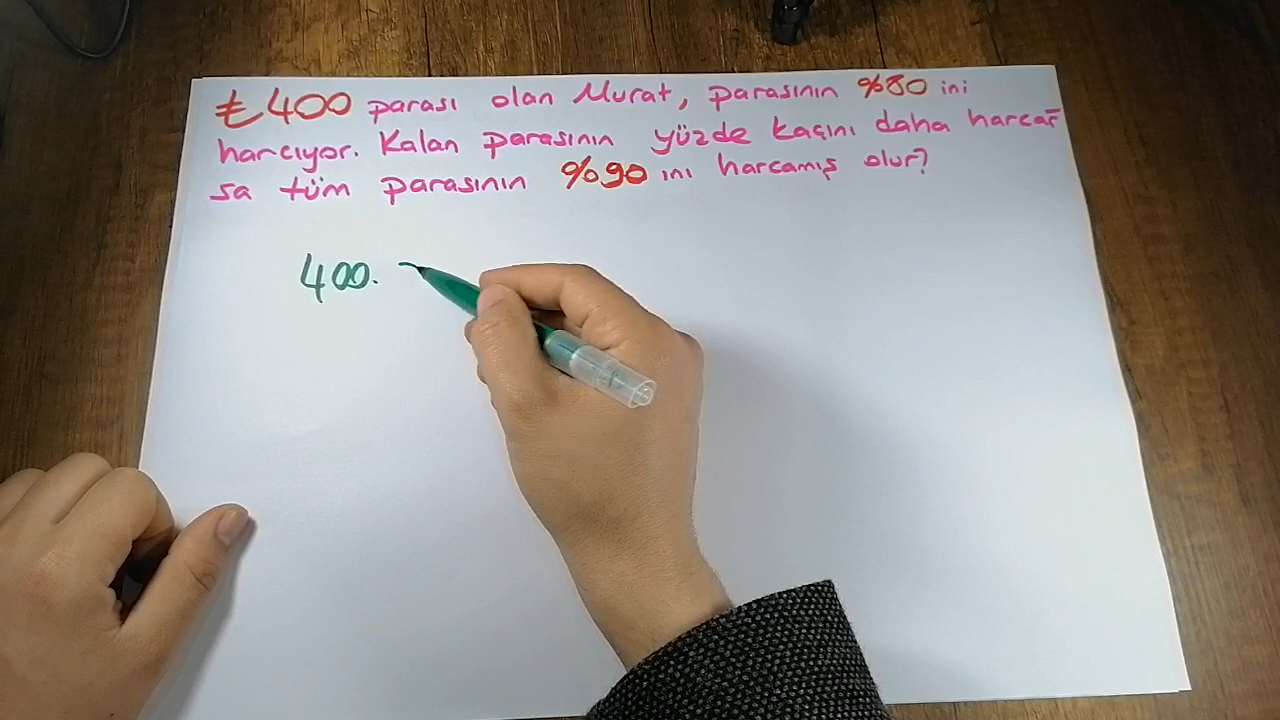 ₺400 parası olan Murat, parasının %80 ini
harcıyor. Kalan parasının yüzde kaçını daha harcar
sa tüm parasının %90 ını harcamış olur?
400.